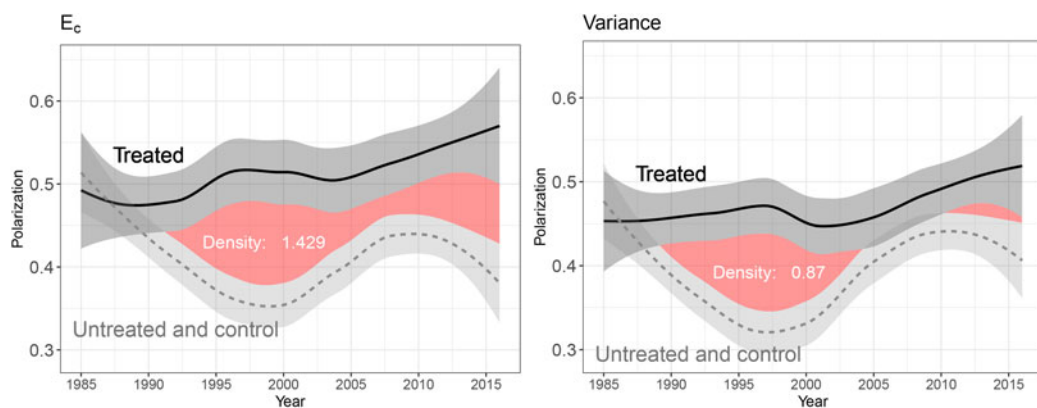 E_c
Polarization
0.6
0.5
0.4
0.3
Treated
Density: 1.429
Untreated and control
1985 1990 1995 2000 2005 2010 2015
Year
Variance
Polarization
0.6
0.5
0.4
0.3
Treated
Density: 0.87
Untreated and control
1985 1990 1995 2000 2005 2010 2015
Year